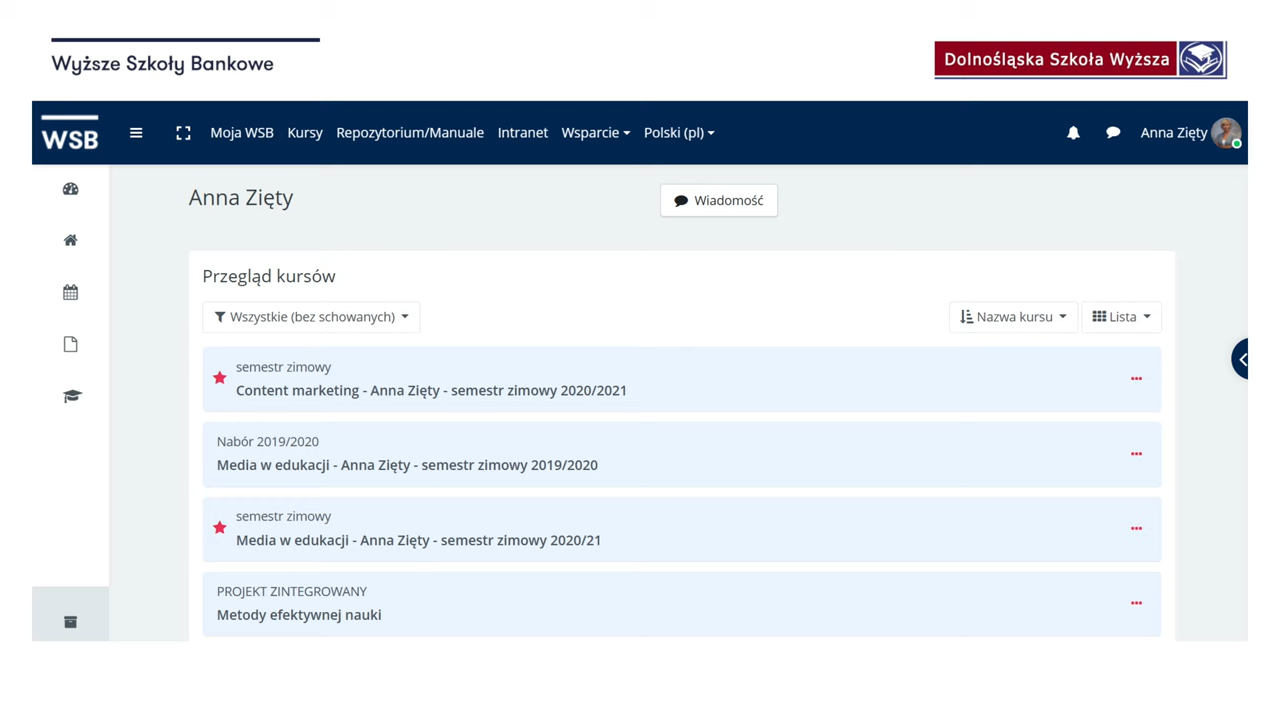 Wyższe Szkoły Bankowe
Dolnośląska Szkoła Wyższa
WSB
Moja WSB Kursy Repozytorium/Manuale Intranet Wsparcie Polski (pl)
Anna Zięty
Anna Zięty
Wiadomość
Przegląd kursów
Wszystkie (bez schowanych)
Nazwa kursu
Lista
semestr zimowy
Content marketing - Anna Zięty - semestr zimowy 2020/2021
Nabór 2019/2020
Media w edukacji - Anna Zięty - semestr zimowy 2019/2020
semestr zimowy
Media w edukacji - Anna Zięty - semestr zimowy 2020/21
PROJEKT ZINTEGROWANY
Metody efektywnej nauki